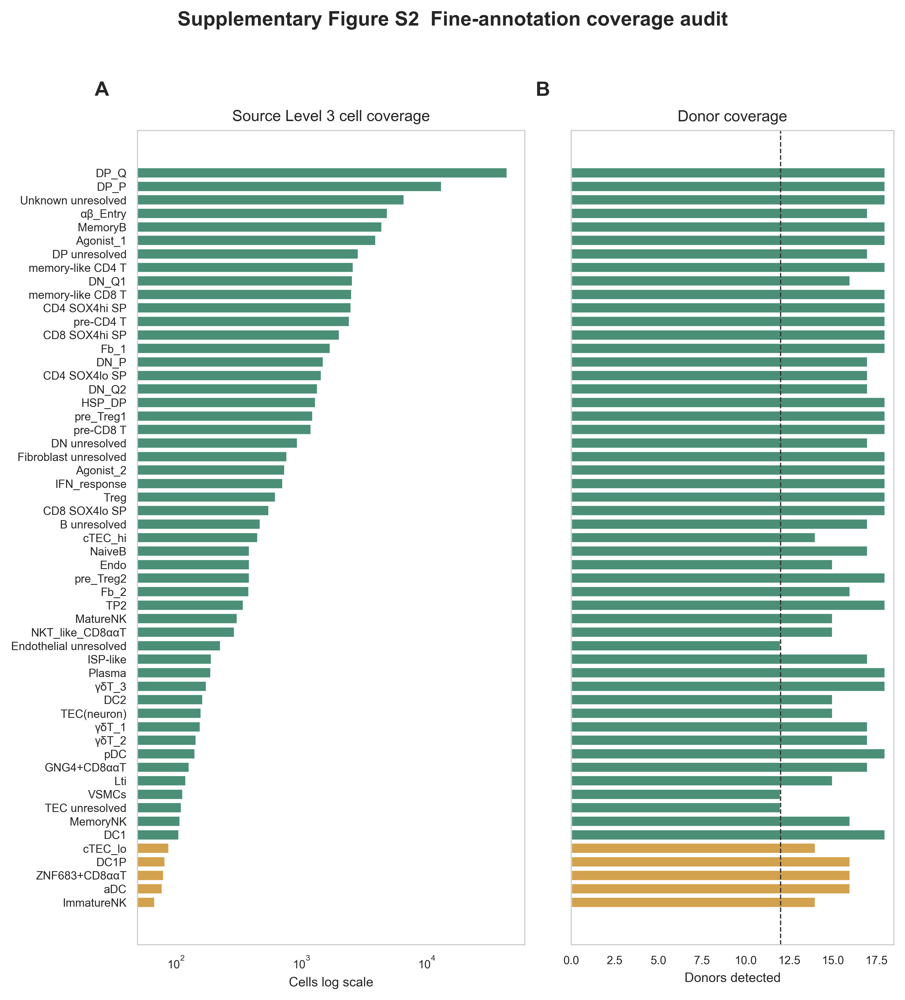 Supplementary Figure S2  Fine-annotation coverage audit
A
B
Source Level 3 cell coverage
Donor coverage
DP_Q
DP_P
Unknown unresolved
αβ_Entry
MemoryB
Agonist_1
DP unresolved
memory-like CD4 T
DN_Q1
memory-like CD8 T
CD4 SOX4hi SP
pre-CD4 T
CD8 SOX4hi SP
Fb_1
DN_P
CD4 SOX4lo SP
DN_Q2
HSP_DP
pre_Treg1
pre-CD8 T
DN unresolved
Fibroblast unresolved
Agonist_2
IFN_response
Treg
CD8 SOX4lo SP
B unresolved
cTEC_hi
NaiveB
Endo
pre_Treg2
Fb_2
TP2
MatureNK
NKT_like_CD8ααT
Endothelial unresolved
ISP-like
Plasma
γδT_3
DC2
TEC(neuron)
γδT_1
γδT_2
pDC
GNG4+CD8ααT
Lti
VSMCs
TEC unresolved
MemoryNK
DC1
cTEC_lo
DC1P
ZNF683+CD8ααT
aDC
ImmatureNK
10² 10³ 10⁴
Cells log scale
0.0 2.5 5.0 7.5 10.0 12.5 15.0 17.5
Donors detected